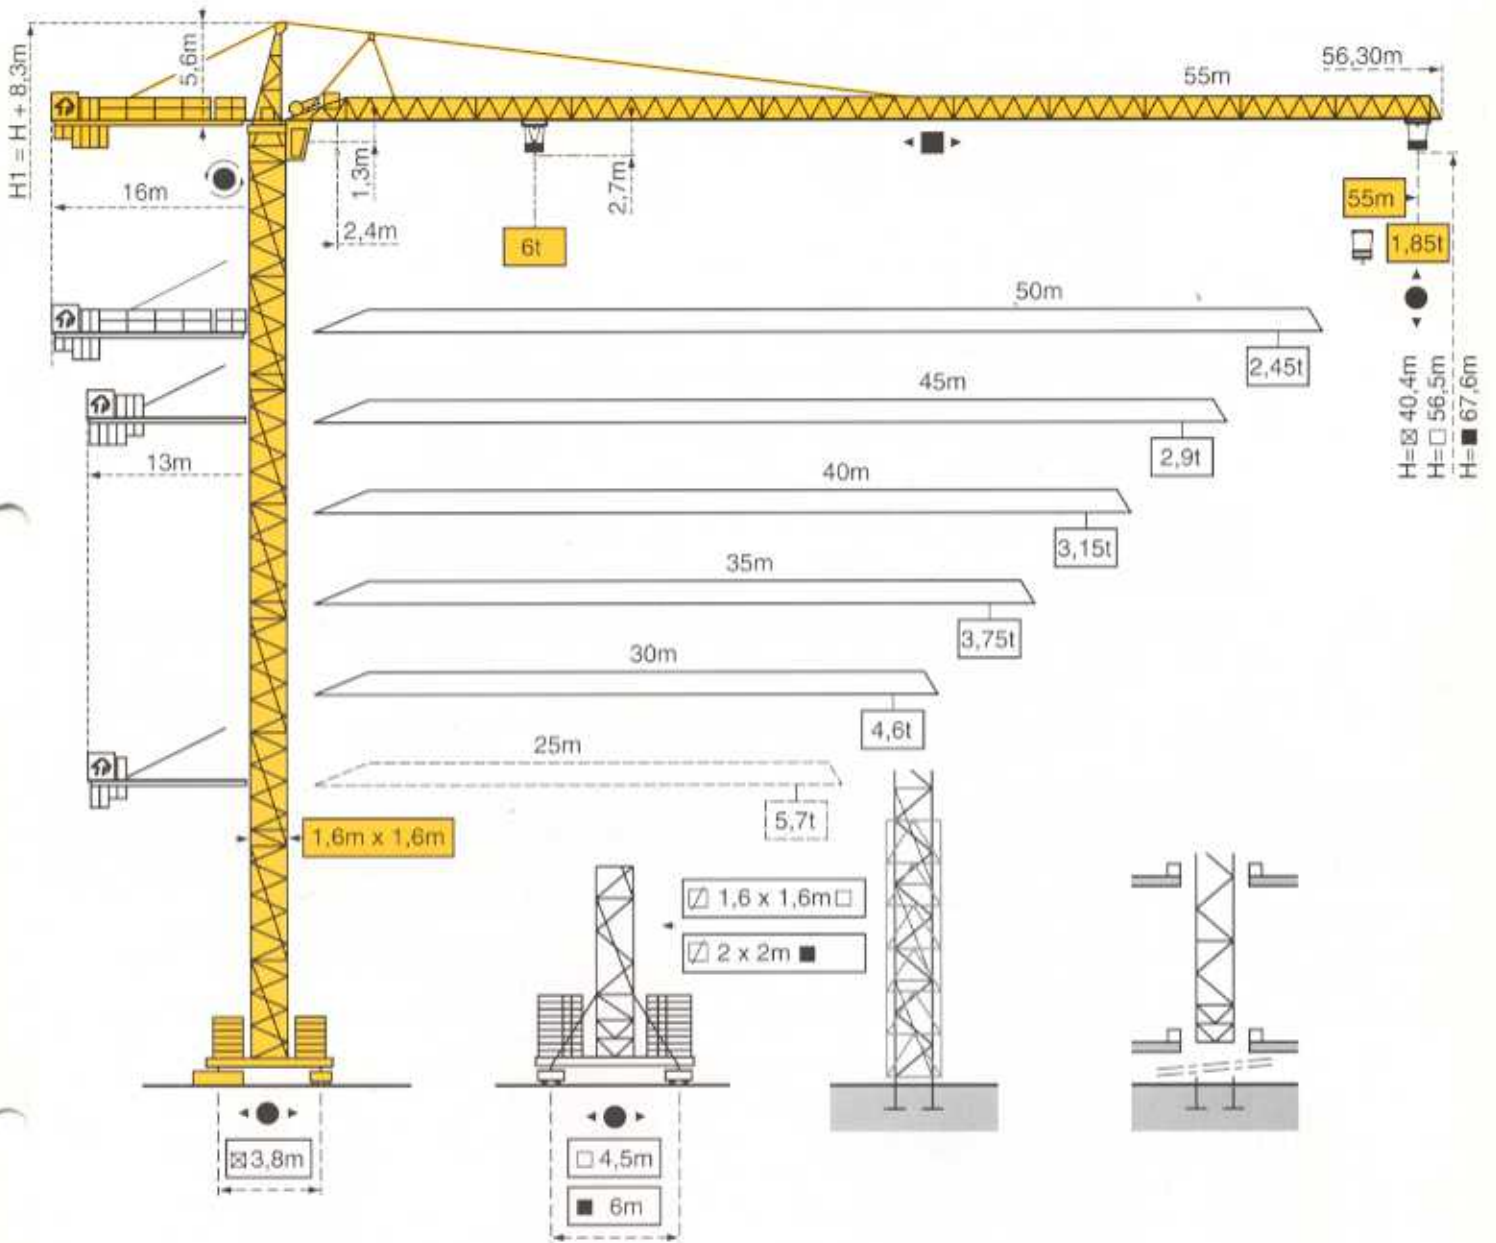 H1 = H + 8,3m
5,6m
55m
56,30m
16m
1,3m
2,4m
2,7m
6t
55m
1,85t
50m
2,45t
H=☒ 40,4m
H=□ 56,5m
H=■ 67,6m
45m
2,9t
13m
40m
3,15t
35m
3,75t
30m
4,6t
25m
5,7t
1,6m x 1,6m
1,6 x 1,6m □
2 x 2m ■
☒ 3,8m
□ 4,5m
■ 6m